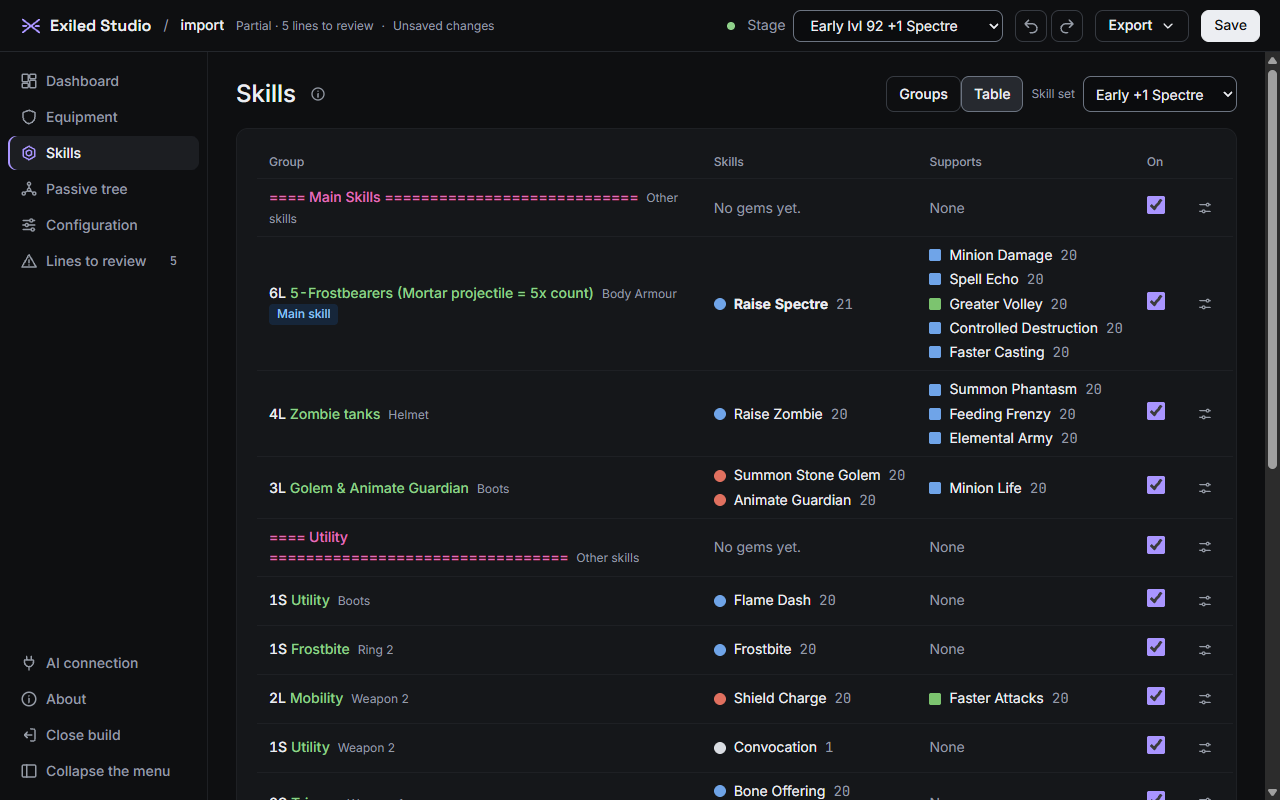 Exiled Studio / import Partial · 5 lines to review · Unsaved changes Stage Early lvl 92 +1 Spectre Export Save
Dashboard
Equipment
Skills
Passive tree
Configuration
Lines to review 5
AI connection
About
Close build
Collapse the menu
Skills Groups Table Skill set Early +1 Spectre
Group Skills Supports On
==== Main Skills ============================ Other
skills
No gems yet. None
6L 5-Frostbearers (Mortar projectile = 5x count) Body Armour
Main skill
Raise Spectre 21
Minion Damage 20
Spell Echo 20
Greater Volley 20
Controlled Destruction 20
Faster Casting 20
4L Zombie tanks Helmet
Raise Zombie 20
Summon Phantasm 20
Feeding Frenzy 20
Elemental Army 20
3L Golem & Animate Guardian Boots
Summon Stone Golem 20
Animate Guardian 20
Minion Life 20
==== Utility
================================= Other skills
No gems yet. None
1S Utility Boots Flame Dash 20 None
1S Frostbite Ring 2 Frostbite 20 None
2L Mobility Weapon 2 Shield Charge 20 Faster Attacks 20
1S Utility Weapon 2 Convocation 1 None
Bone Offering 20